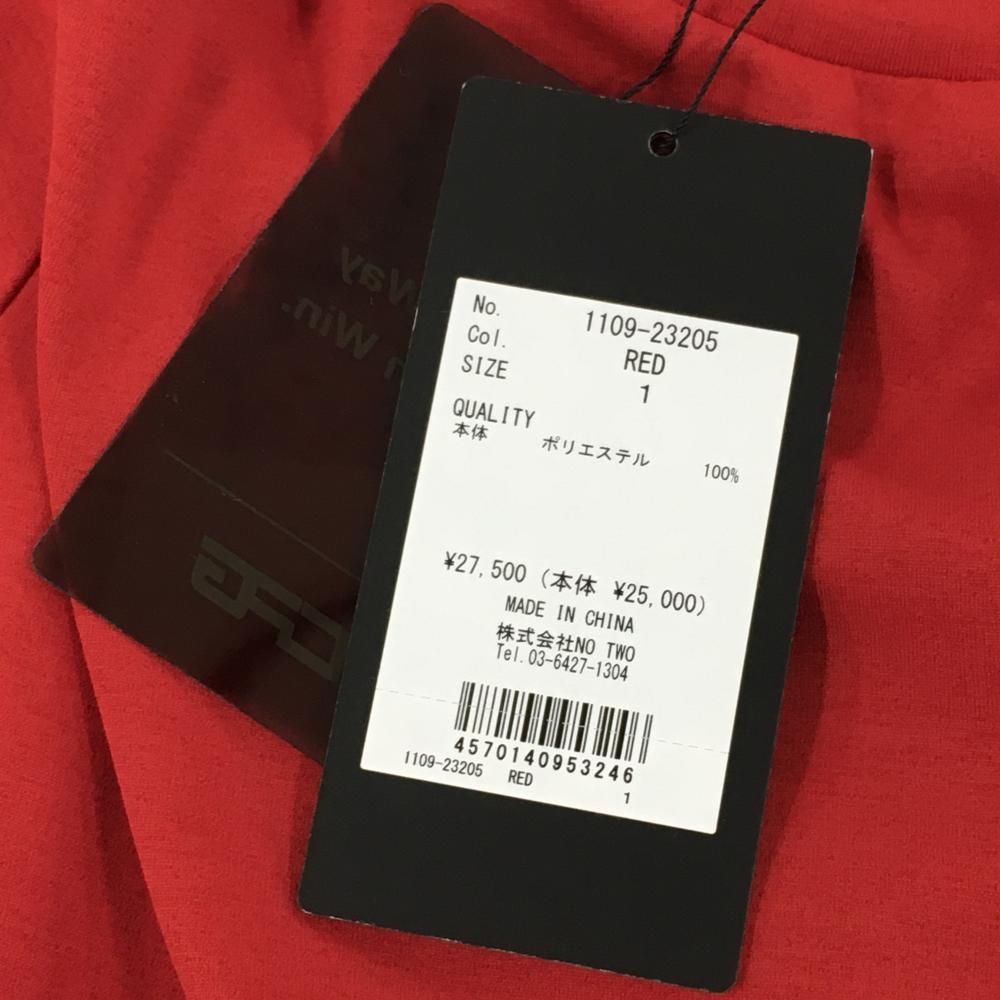 No. 1109-23205
Col. RED
SIZE 1
QUALITY
本体 ポリエステル 100%
¥27,500 (本体 ¥25,000)
MADE IN CHINA
株式会社NO TWO
Tel.03-6427-1304
4570140953246
1109-23205 RED
1
Way
Win.